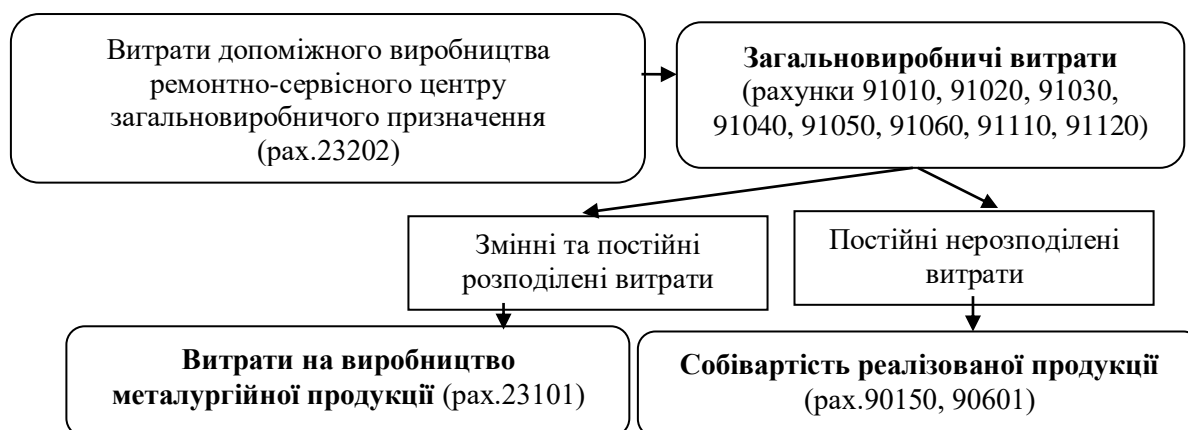 Витрати допоміжного виробництва
ремонтно-сервісного центру
загальновиробничого призначення
(рах.23202)
Загальновиробничі витрати
(рахунки 91010, 91020, 91030,
91040, 91050, 91060, 91110, 91120)
Змінні та постійні
розподілені витрати
Постійні нерозподілені
витрати
Витрати на виробництво
металургійної продукції (рах.23101)
Собівартість реалізованої продукції
(рах.90150, 90601)